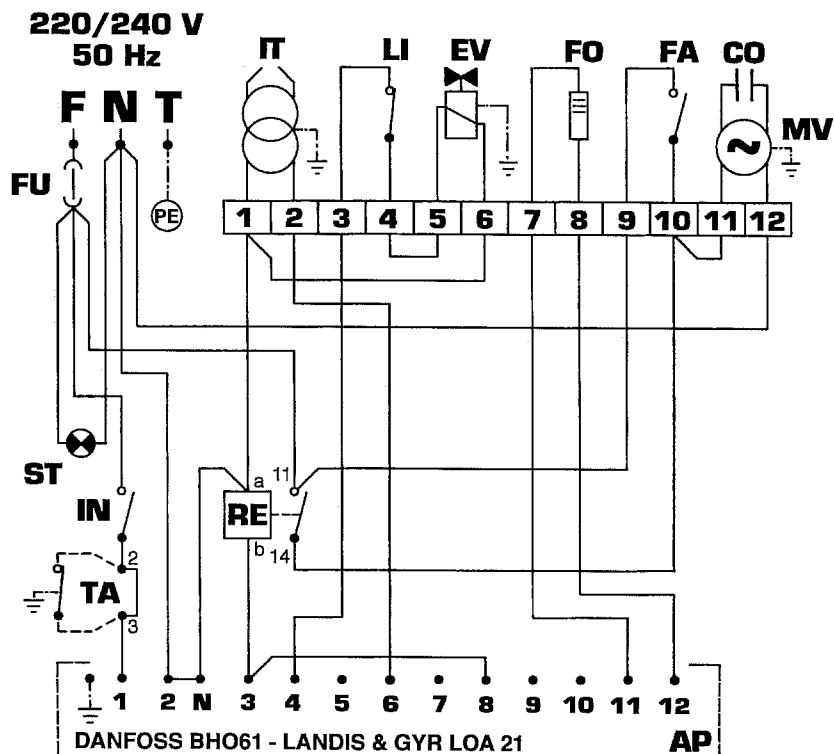 220/240 V
50 Hz
IT LI EV FO FA CO
F N T
MV
FU
PE
1 2 3 4 5 6 7 8 9 10 11 12
ST
a 11
IN RE
b 14
2
TA
3
1 2 N 3 4 5 6 7 8 9 10 11 12
DANFOSS BHO61 - LANDIS & GYR LOA 21 AP